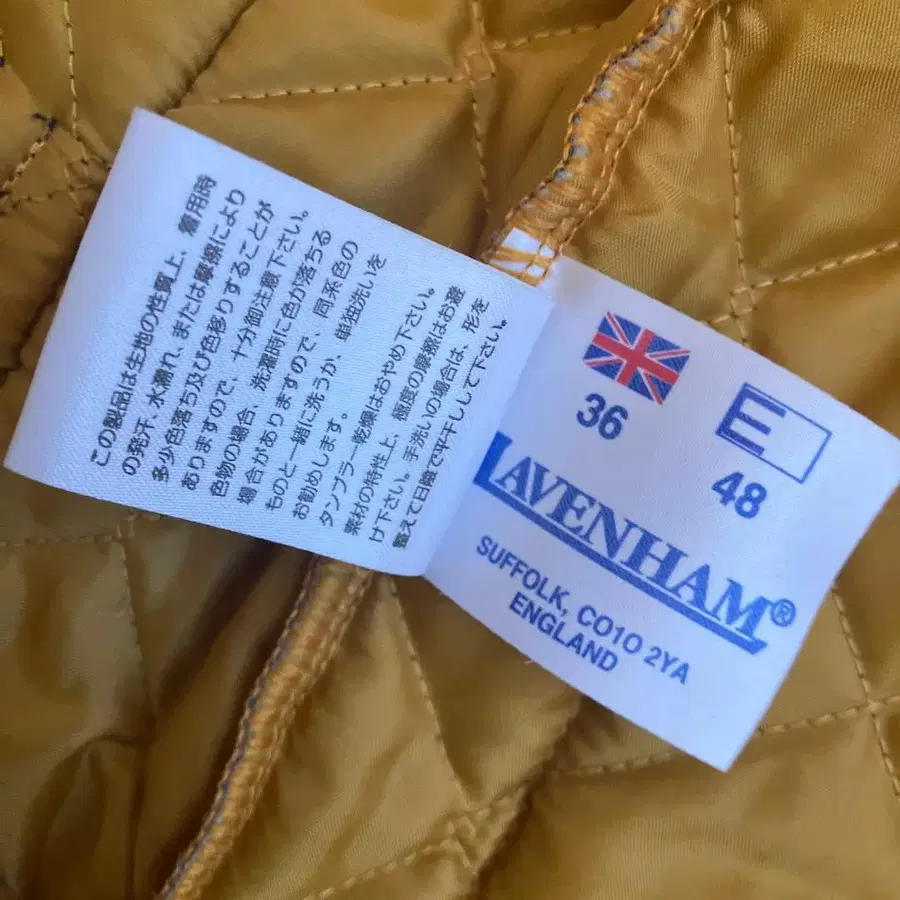 この製品は生地の性質上、着用時
の発汗、水濡れ、または摩擦により
多少色落ち及び色移りすることが
ありますので、十分御注意下さい。
色物の場合、洗濯時に色が落ちる
場合がありますので、同系色の
ものと一緒に洗うか、単独洗いを
お勧めします。
タンブラー乾燥はおやめ下さい。
素材の特性上、極度の摩擦はお避
け下さい。手洗いの場合は、形を
整えて日陰で平干しして下さい。
36
E
48
LAVENHAM®
SUFFOLK, CO10 2YA
ENGLAND